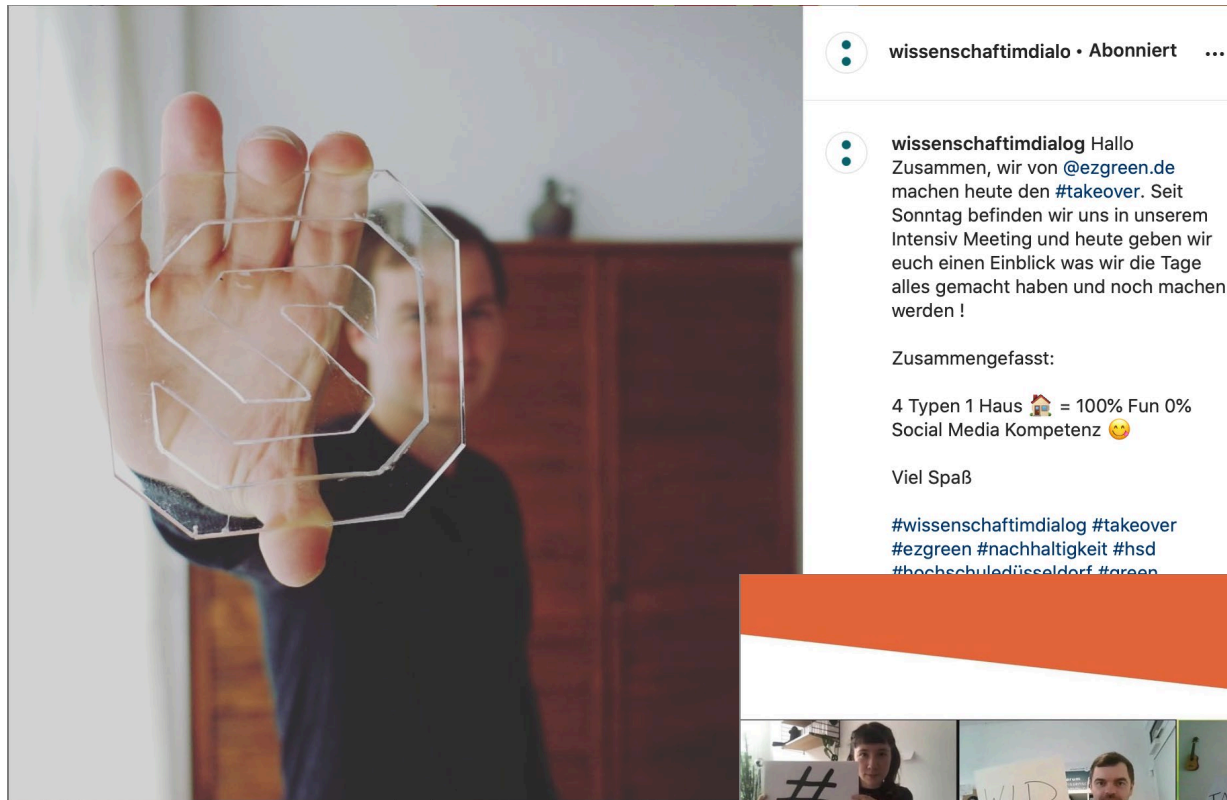 wissenschaftimdialo • Abonniert
wissenschaftimdialog Hallo
Zusammen, wir von @ezgreen.de
machen heute den #takeover. Seit
Sonntag befinden wir uns in unserem
Intensiv Meeting und heute geben wir
euch einen Einblick was wir die Tage
alles gemacht haben und noch machen
werden !
Zusammengefasst:
4 Typen 1 Haus 🏠 = 100% Fun 0%
Social Media Kompetenz 😋
Viel Spaß
#wissenschaftimdialog #takeover
#ezgreen #nachhaltigkeit #hsd
#hochschuledüsseldorf #green
#
WID